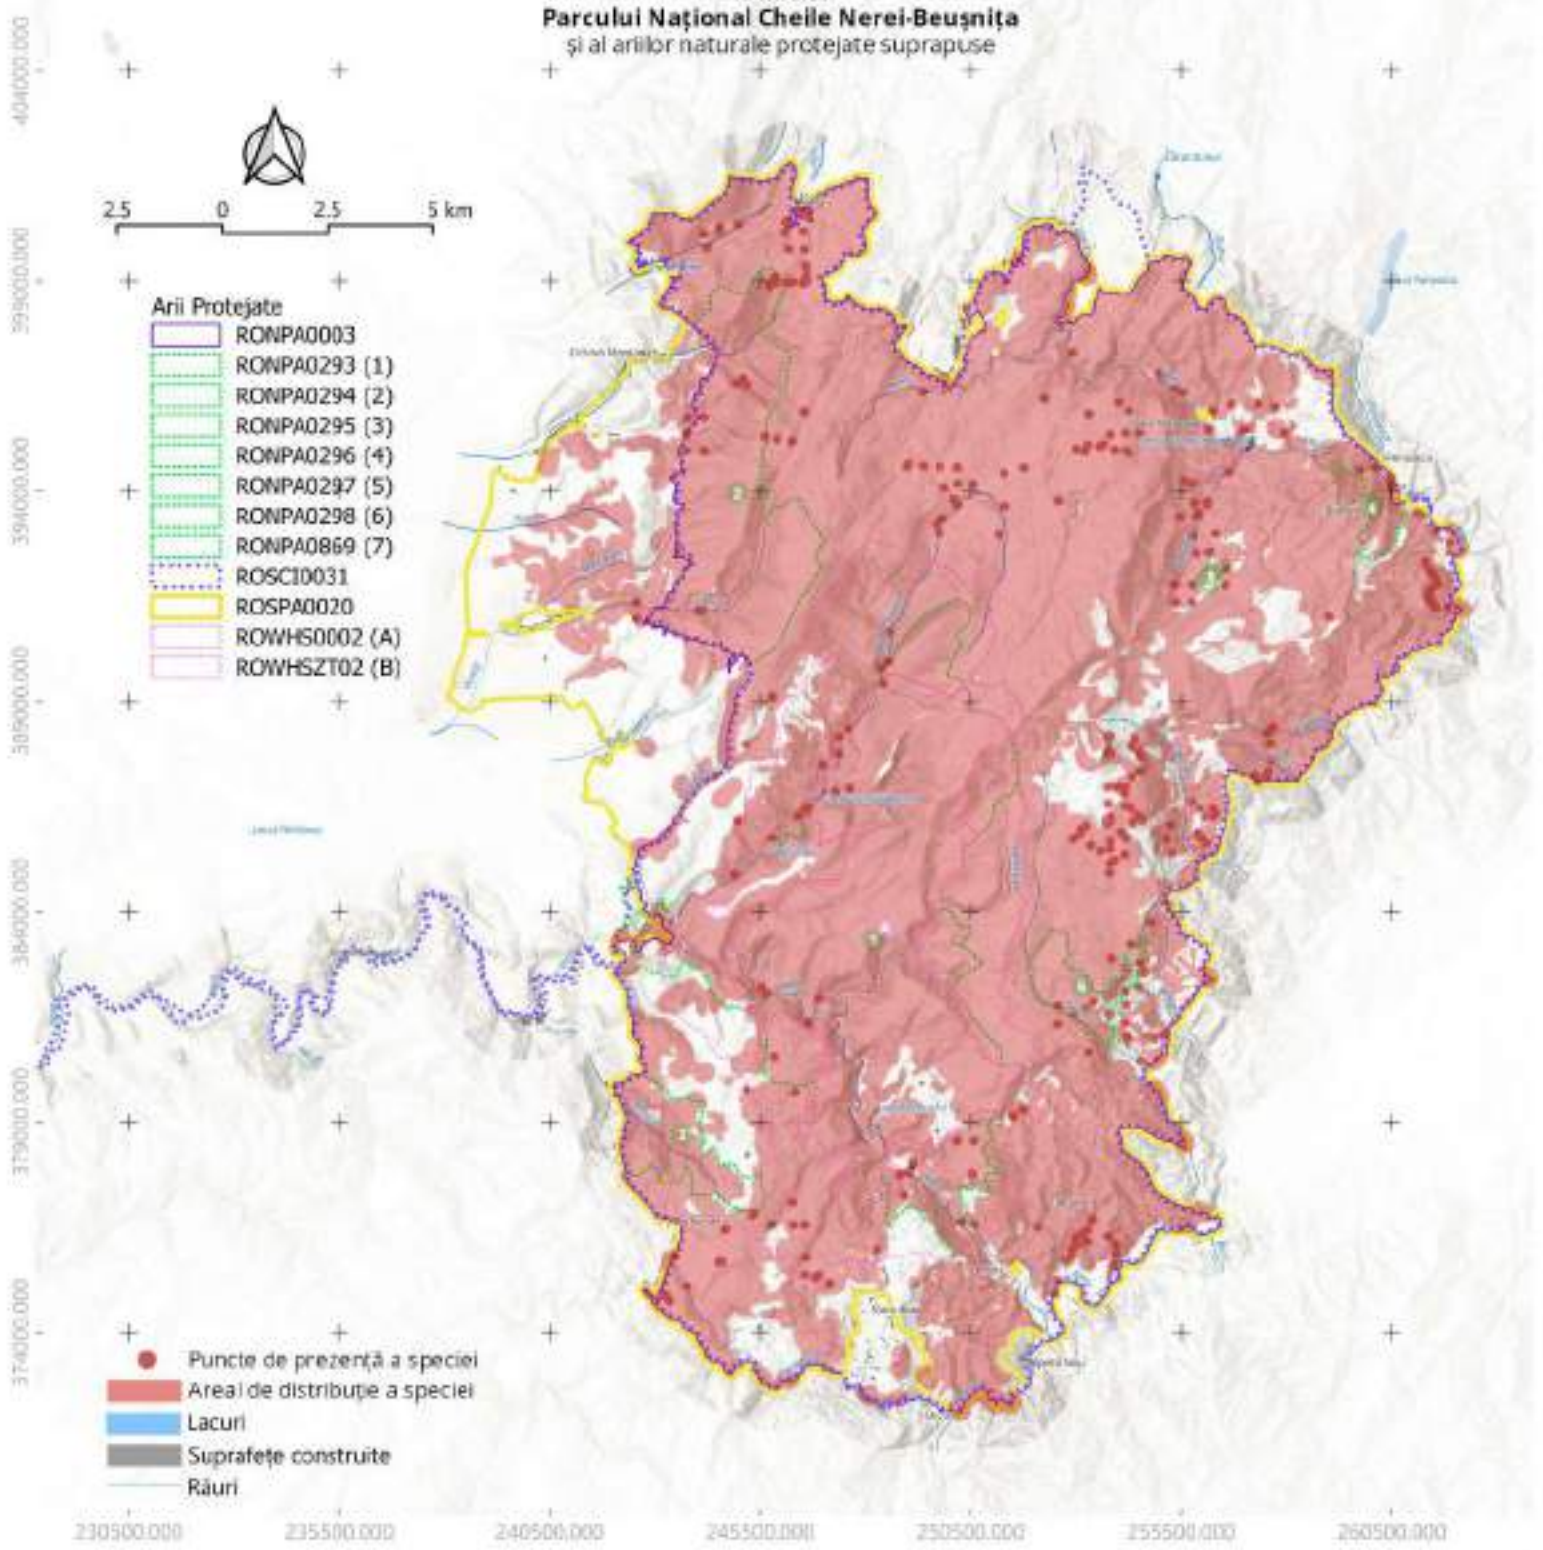 Parcului Național Cheile Nerei-Beușnița
și al ariilor naturale protejate suprapuse
2.5 0 2.5 5 km
Arii Protejate
RONPA0003
RONPA0293 (1)
RONPA0294 (2)
RONPA0295 (3)
RONPA0296 (4)
RONPA0297 (5)
RONPA0298 (6)
RONPA0869 (7)
ROSCI0031
ROSPA0020
ROWHS0002 (A)
ROWHSZT02 (B)
Puncte de prezență a speciei
Areal de distribuție a speciei
Lacuri
Suprafețe construite
Râuri
404000.000
399000.000
394000.000
389000.000
384000.000
379000.000
374000.000
230500.000 235500.000 240500.000 245500.000 250500.000 255500.000 260500.000